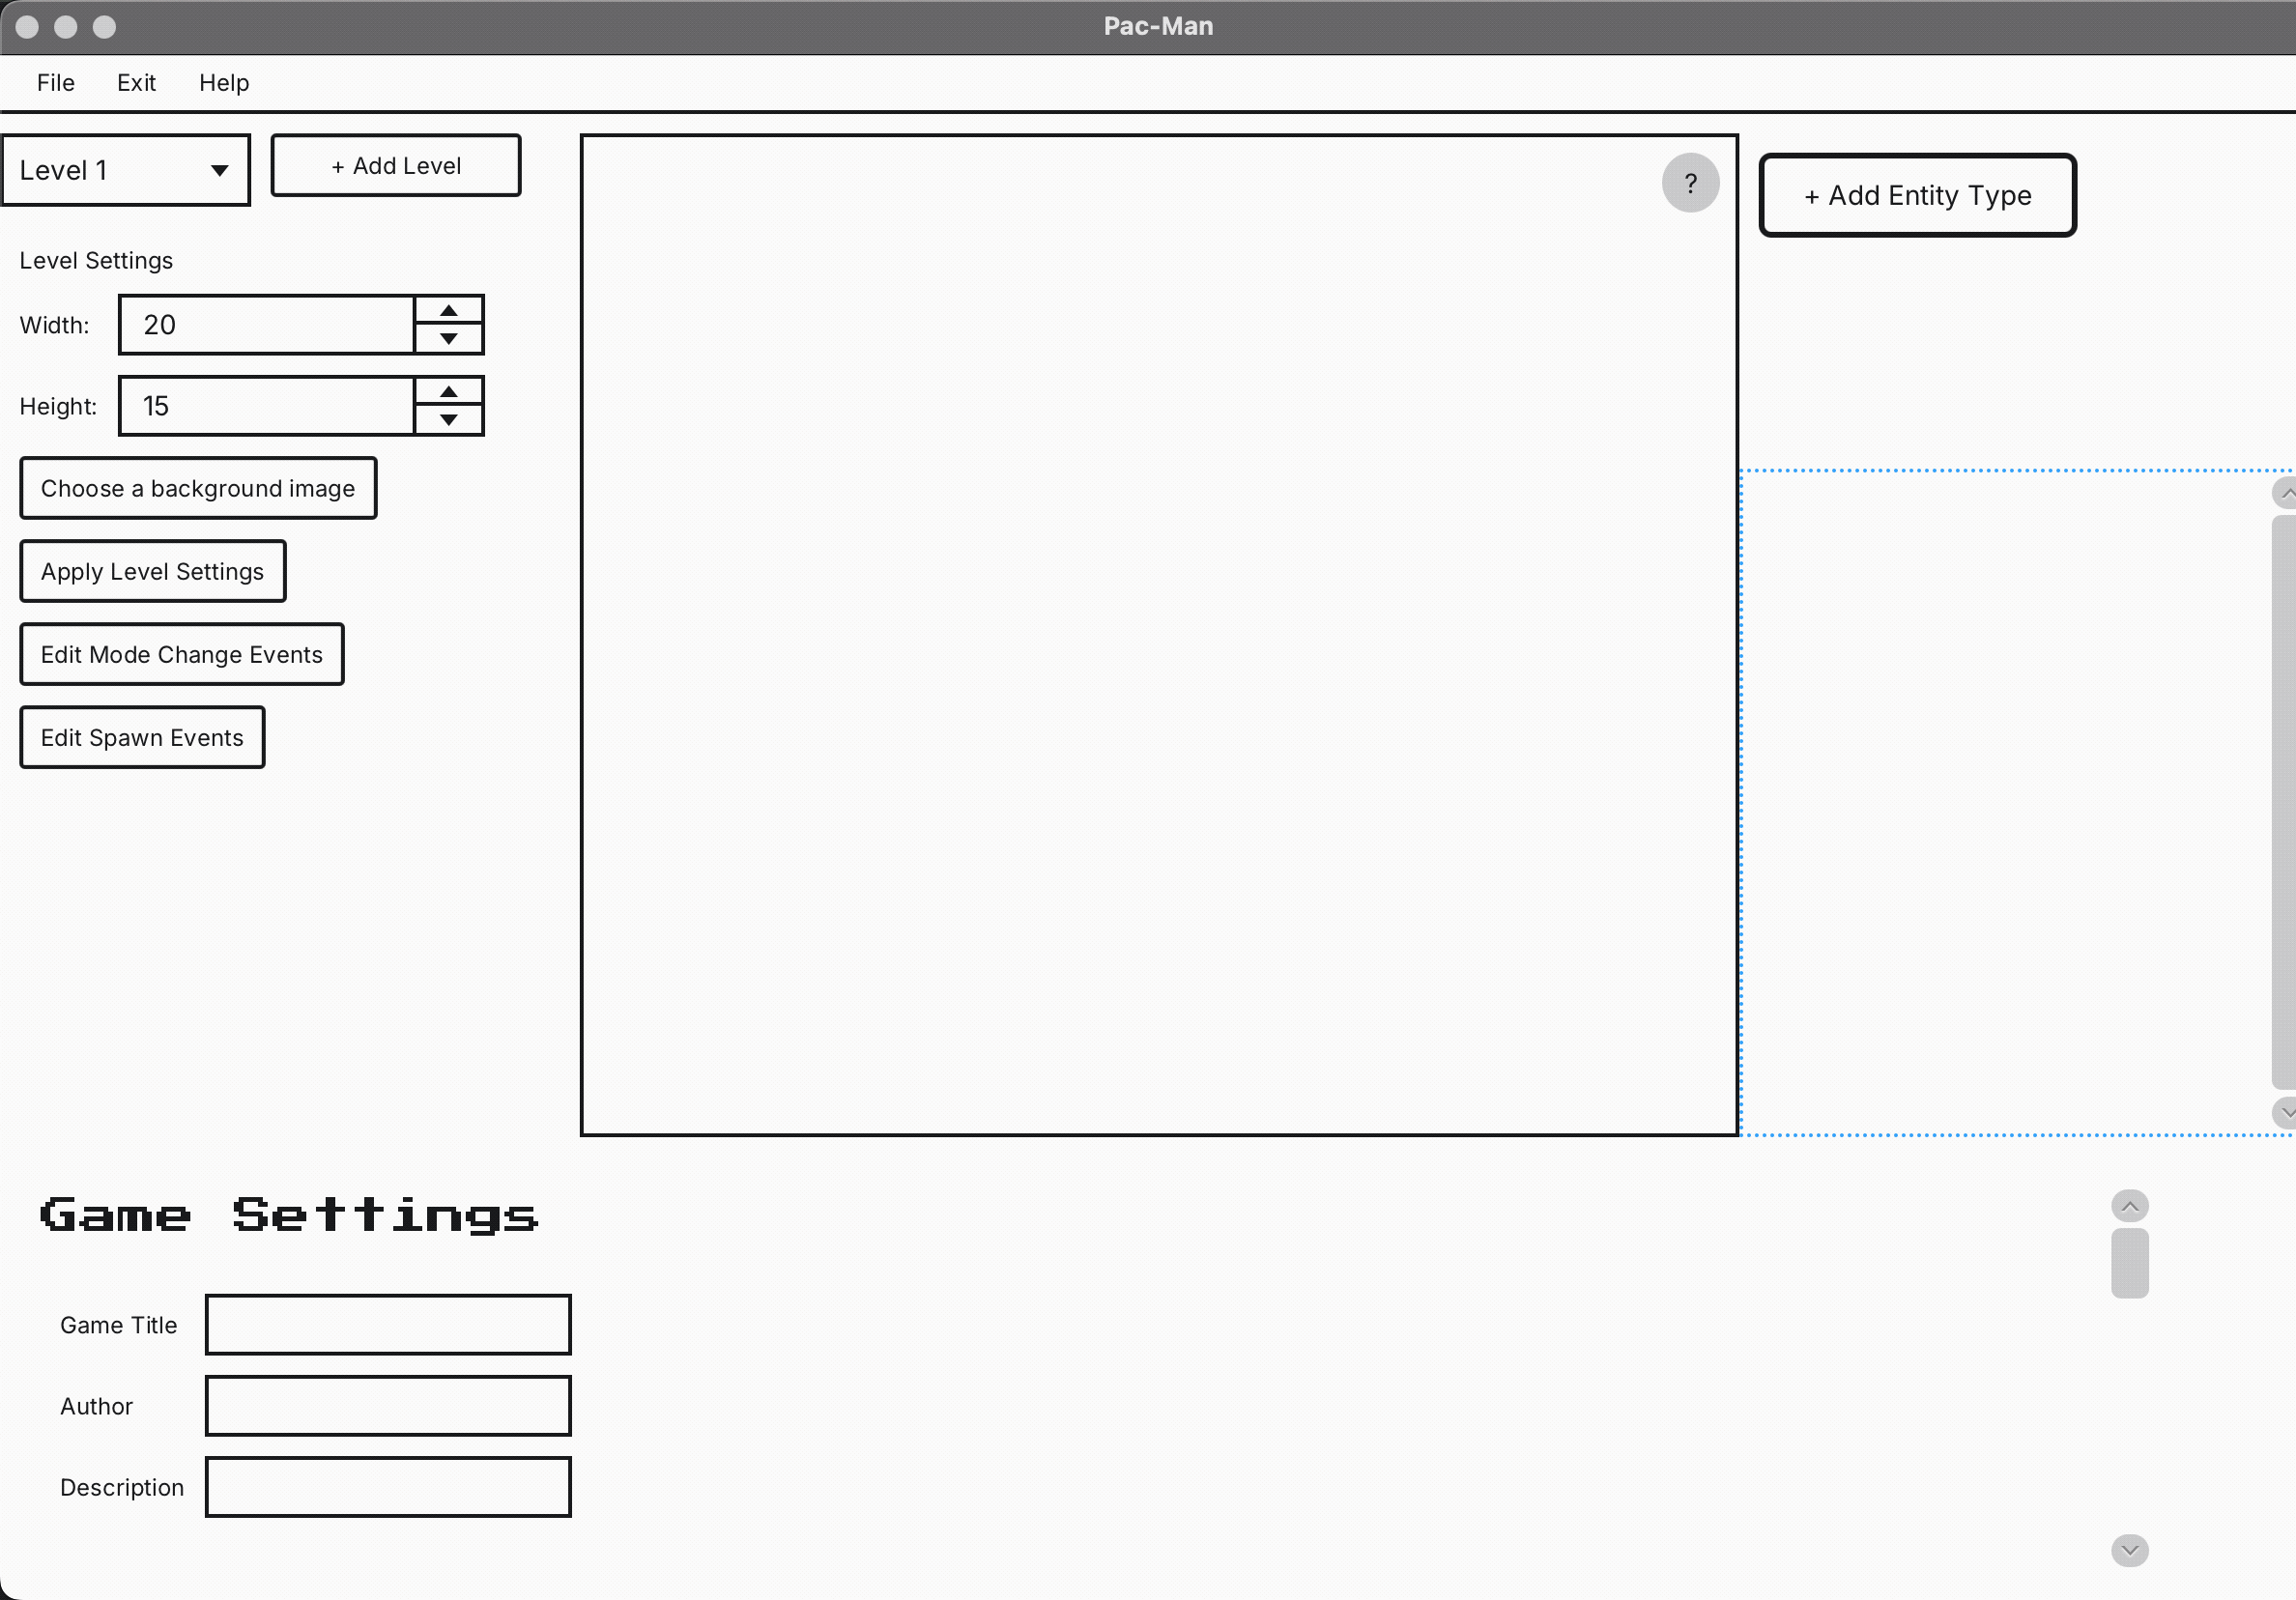 Pac-Man
File Exit Help
Level 1
+ Add Level
?
+ Add Entity Type
Level Settings
Width: 20
Height: 15
Choose a background image
Apply Level Settings
Edit Mode Change Events
Edit Spawn Events
Game Settings
Game Title
Author
Description